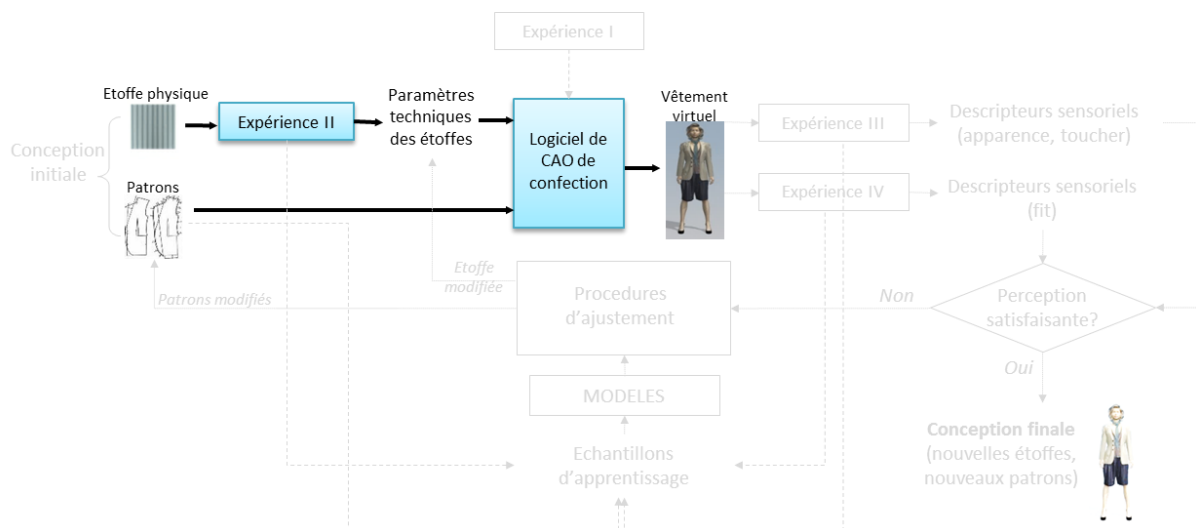 Expérience I
Etoffe physique
Expérience II
Paramètres
techniques
des étoffes
Logiciel de
CAO de
confection
Vêtement
virtuel
Expérience III
Descripteurs sensoriels
(apparence, toucher)
Conception
initiale
Patrons
Expérience IV
Descripteurs sensoriels
(fit)
Etoffe
modifiée
Patrons modifiés
Procedures
d’ajustement
Non
Perception
satisfaisante?
Oui
MODELES
Echantillons
d’apprentissage
Conception finale
(nouvelles étoffes,
nouveaux patrons)